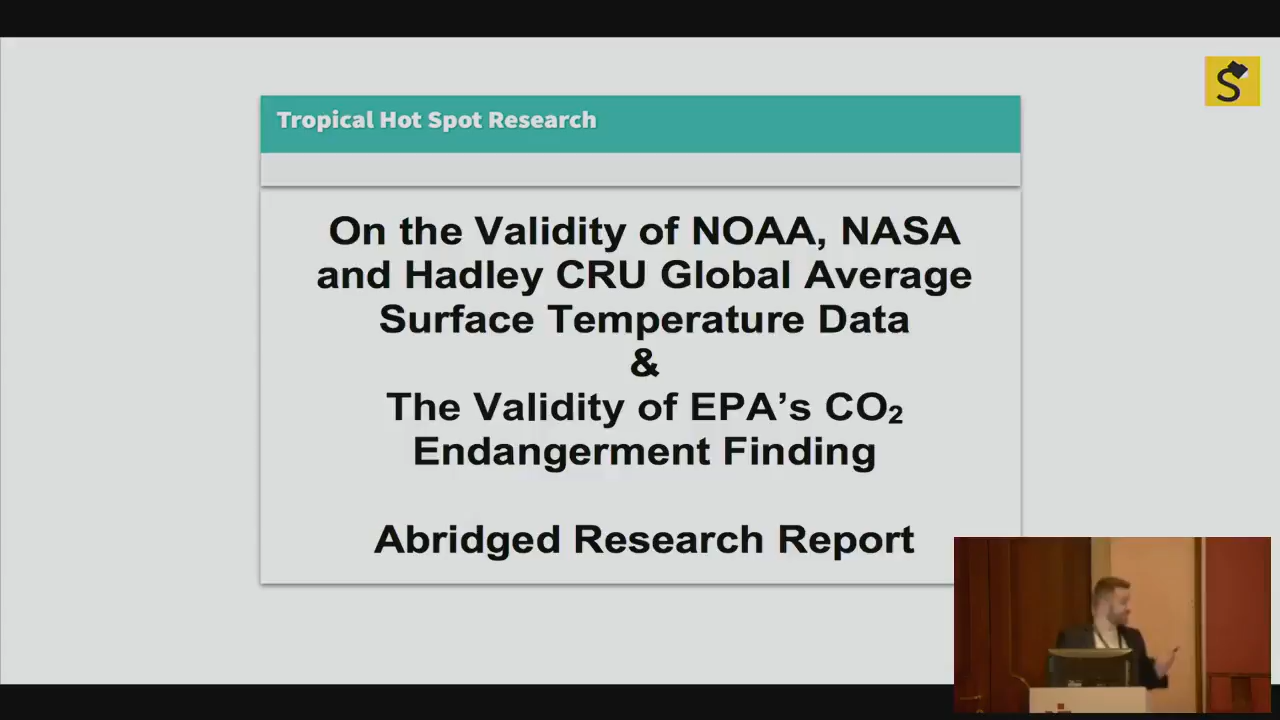 S
Tropical Hot Spot Research
On the Validity of NOAA, NASA
and Hadley CRU Global Average
Surface Temperature Data
&
The Validity of EPA’s CO₂
Endangerment Finding
Abridged Research Report